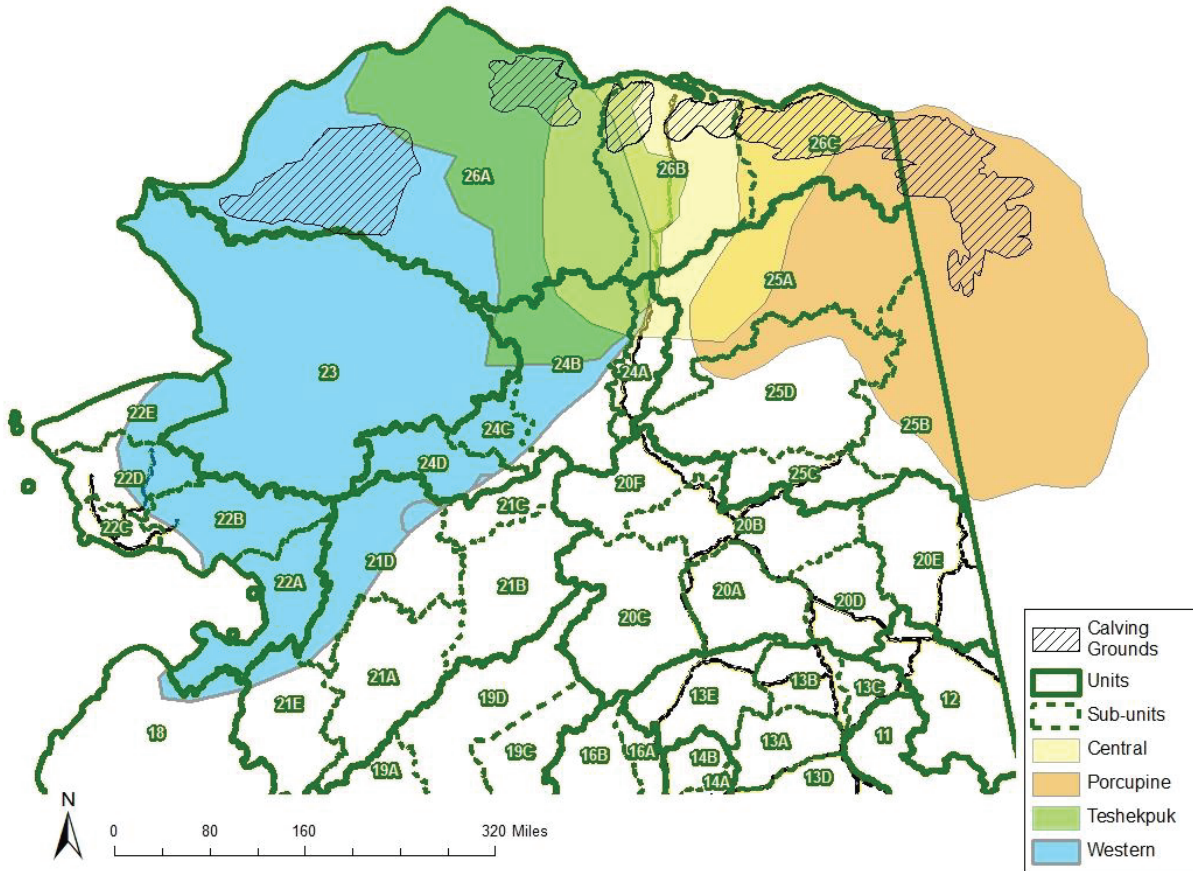 26C
26A
26B
25A
23
24B
24A
25D
22E
25B
24C
24D
22D
25C
20F
21C
22C
22B
20B
21D
20E
22A
21B
20A
20D
20C
21A
19D
13B
13C
12
13E
21E
18
11
13A
19C
16B
16A
14B
19A
14A
13D
N
0 80 160 320 Miles
Calving
Grounds
Units
Sub-units
Central
Porcupine
Teshekpuk
Western